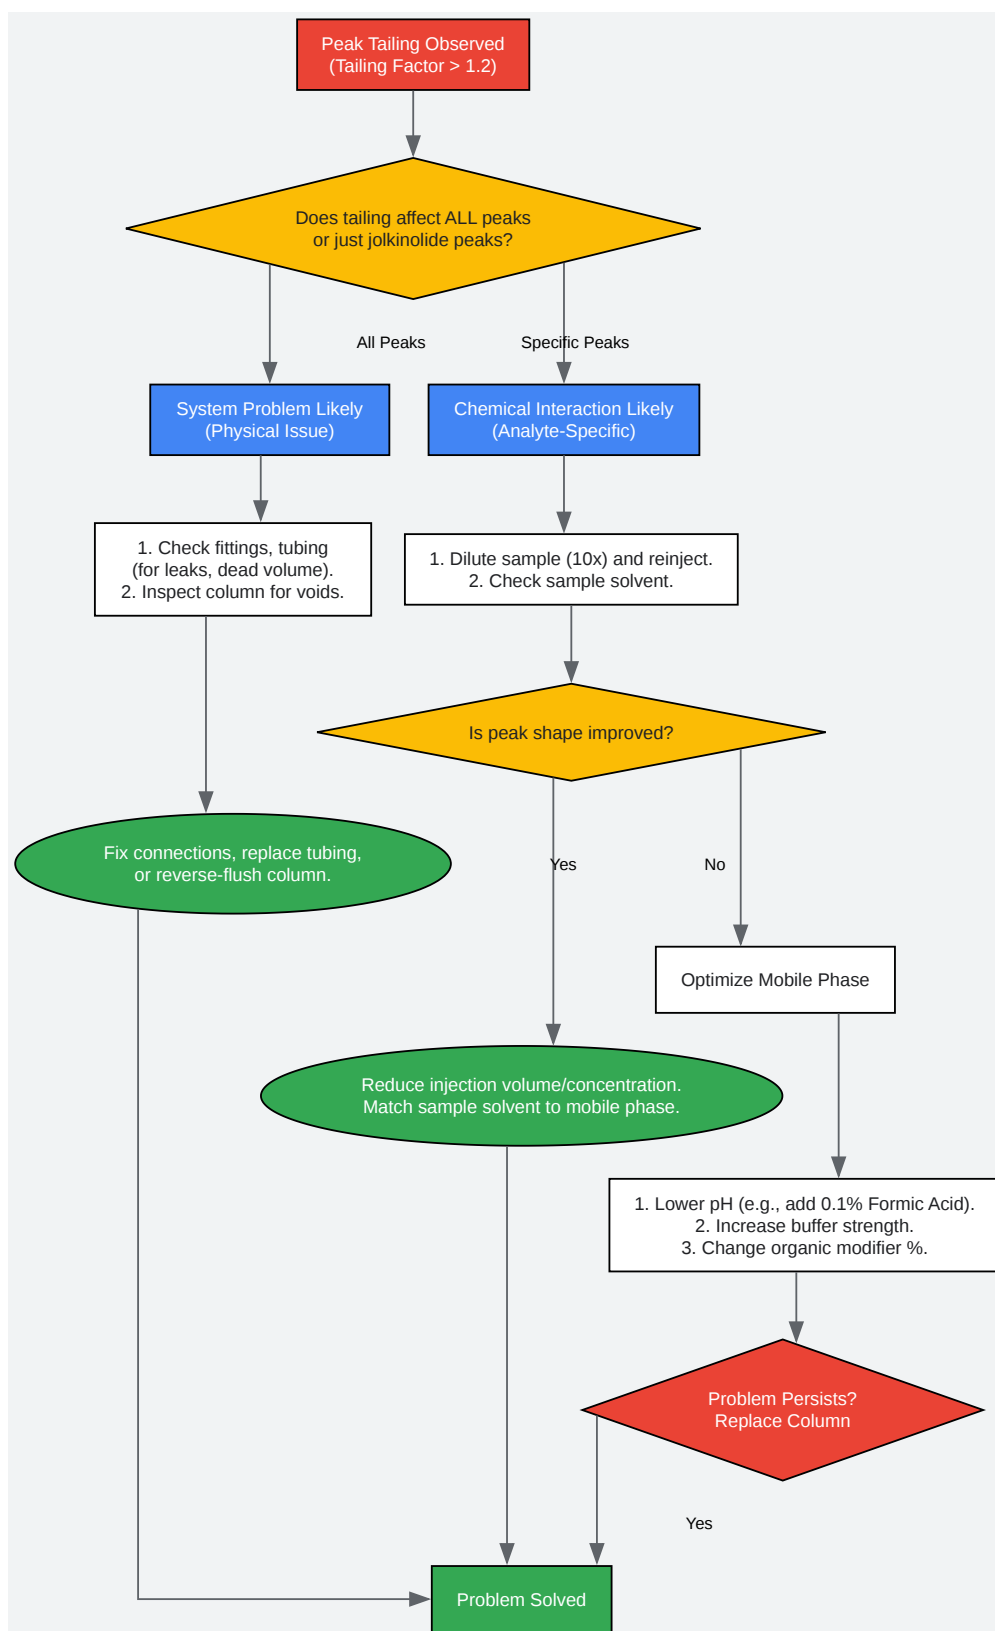 Peak Tailing Observed
(Tailing Factor > 1.2)
Does tailing affect ALL peaks
or just jolkinolide peaks?
All Peaks
Specific Peaks
System Problem Likely
(Physical Issue)
Chemical Interaction Likely
(Analyte-Specific)
1. Check fittings, tubing
(for leaks, dead volume).
2. Inspect column for voids.
1. Dilute sample (10x) and reinject.
2. Check sample solvent.
Is peak shape improved?
Fix connections, replace tubing,
or reverse-flush column.
Yes
No
Optimize Mobile Phase
Reduce injection volume/concentration.
Match sample solvent to mobile phase.
1. Lower pH (e.g., add 0.1% Formic Acid).
2. Increase buffer strength.
3. Change organic modifier %.
Problem Persists?
Replace Column
Yes
Problem Solved